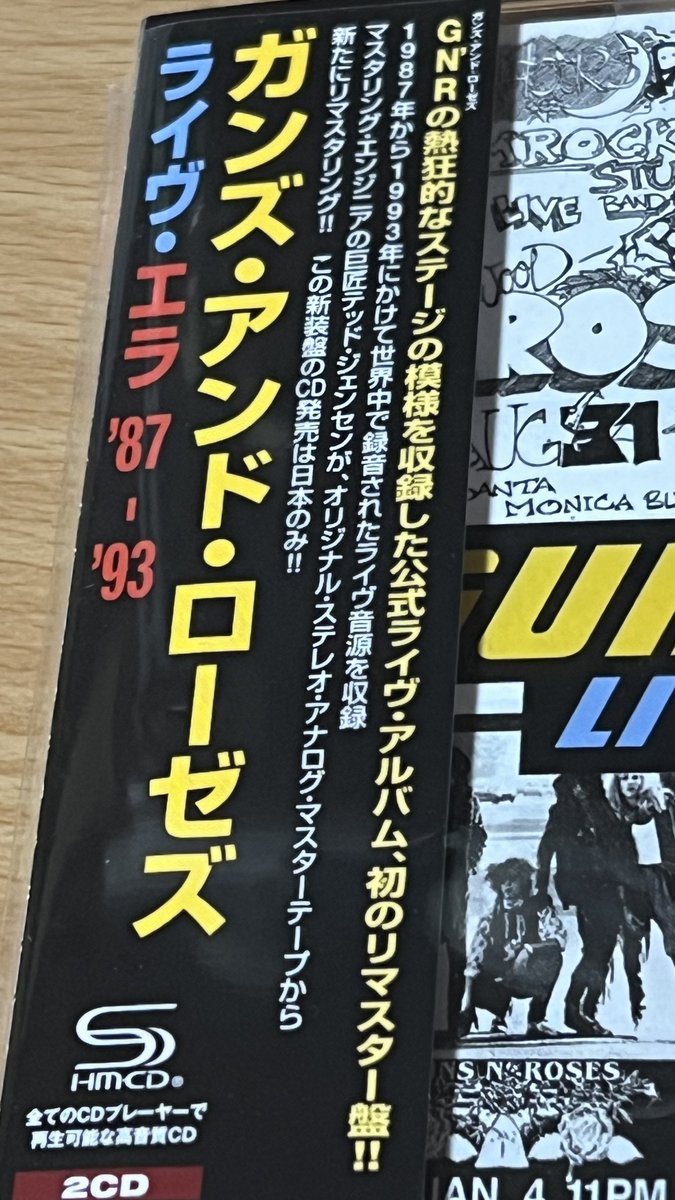 ガンズ・アンド・ローゼズ
G N'Rの熱狂的なステージの模様を収録した公式ライヴ・アルバム、初のリマスター盤!!
1987年から1993年にかけて世界中で録音されたライヴ音源を収録
マスタリング・エンジニアの巨匠テッド・ジェンセンが、オリジナル・ステレオ・アナログ・マスターテープから
新たにリマスタリング!! この新装盤のCD発売は日本のみ!!
ガンズ・アンド・ローゼズ
ライヴ・エラ '87-'93
HMCD®
全てのCDプレーヤーで
再生可能な高音質CD
2CD
ROCK
STU
LIVE BAND
ROS
AUG 31
SANTA
MONICA BL
GUN
LI
NS N' ROSES
JAN 4 11PM